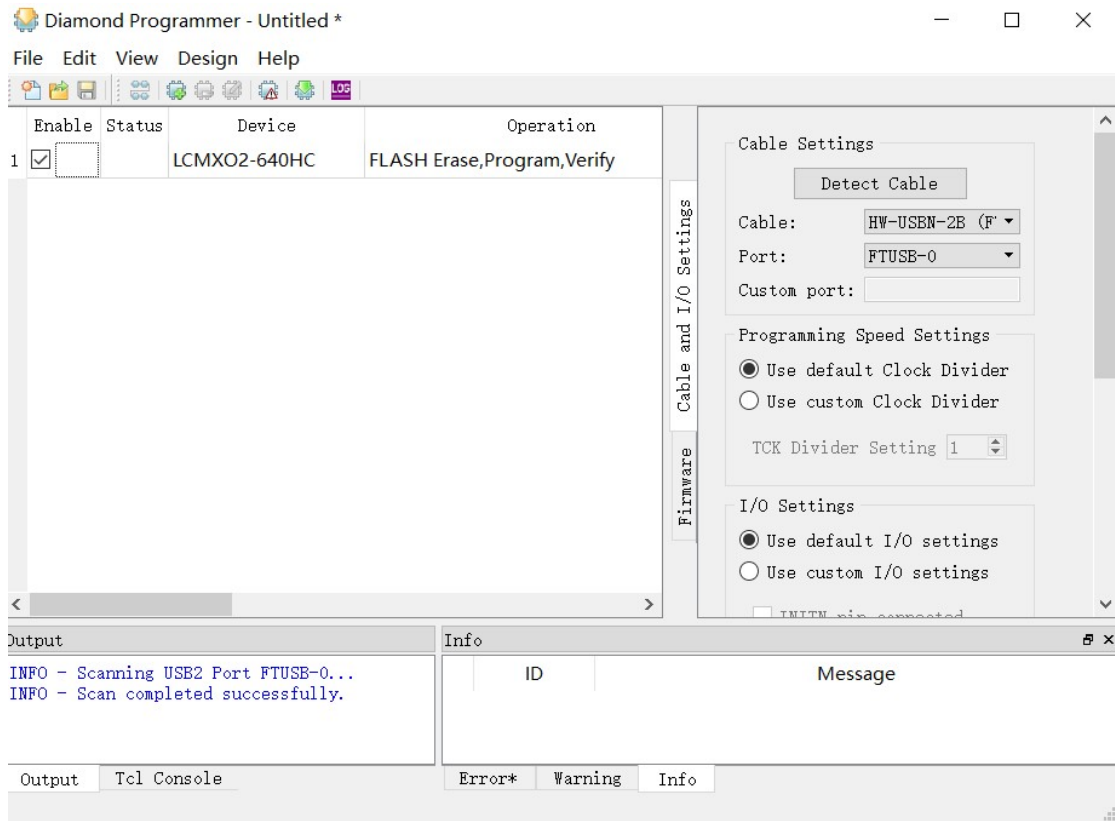 Diamond Programmer - Untitled *
File Edit View Design Help
LOG
Enable Status Device Operation
1 LCMXO2-640HC FLASH Erase,Program,Verify
Cable and I/O Settings
Firmware
Cable Settings
Detect Cable
Cable: HW-USBN-2B (F
Port: FTUSB-0
Custom port:
Programming Speed Settings
Use default Clock Divider
Use custom Clock Divider
TCK Divider Setting 1
I/O Settings
Use default I/O settings
Use custom I/O settings
INITN pin connected
Output
INFO - Scanning USB2 Port FTUSB-0...
INFO - Scan completed successfully.
Output Tcl Console
Info
ID Message
Error* Warning Info